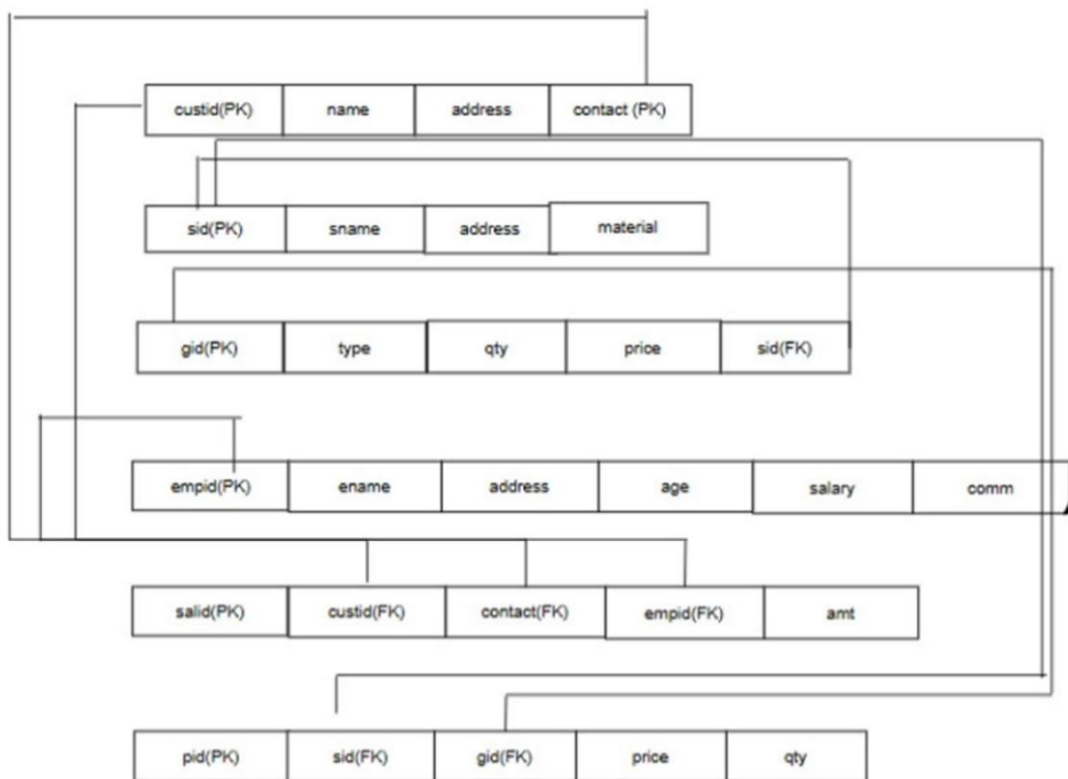 custid(PK) name address contact (PK)
sid(PK) sname address material
gid(PK) type qty price sid(FK)
empid(PK) ename address age salary comm
salid(PK) custid(FK) contact(FK) empid(FK) amt
pid(PK) sid(FK) gid(FK) price qty